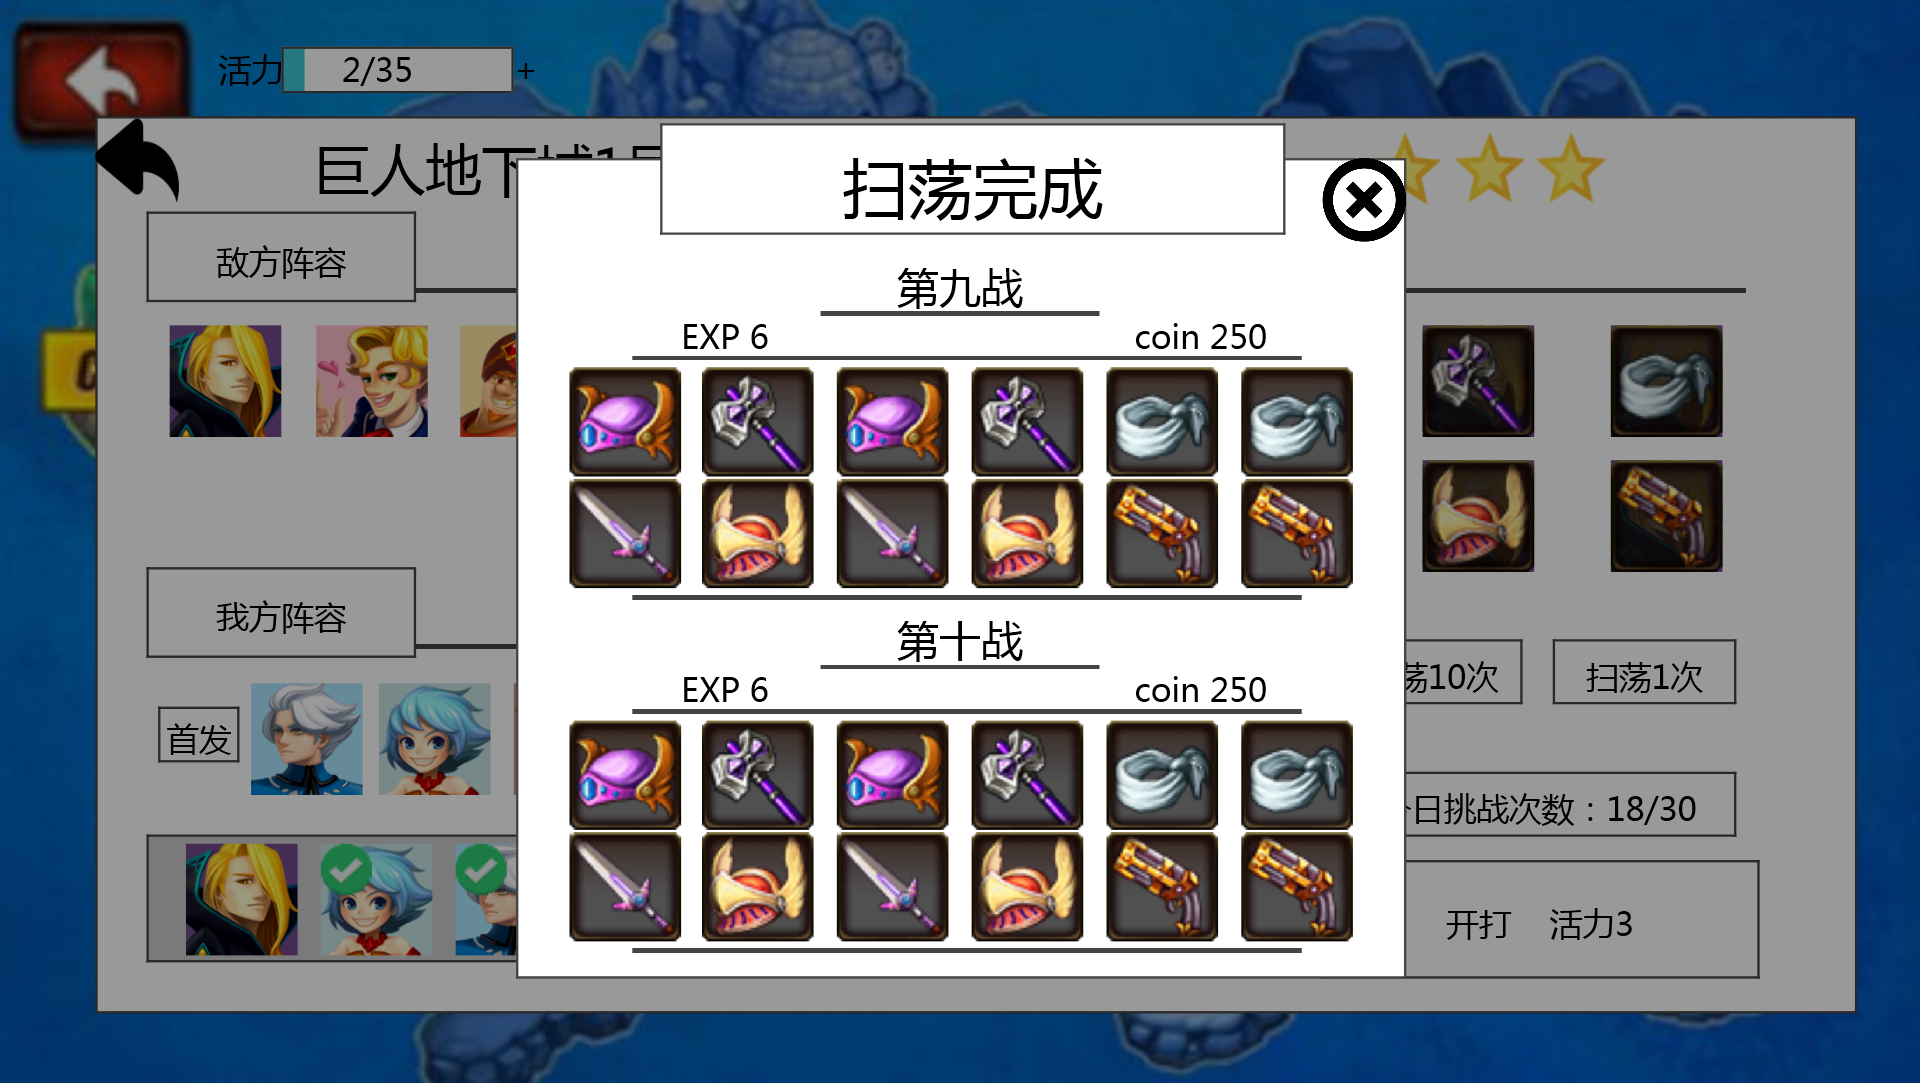 活力 2/35 +
巨人地下城1层
扫荡完成
敌方阵容
第九战
EXP 6 coin 250
我方阵容
第十战
EXP 6 coin 250
荡10次 扫荡1次
首发
今日挑战次数：18/30
开打 活力3